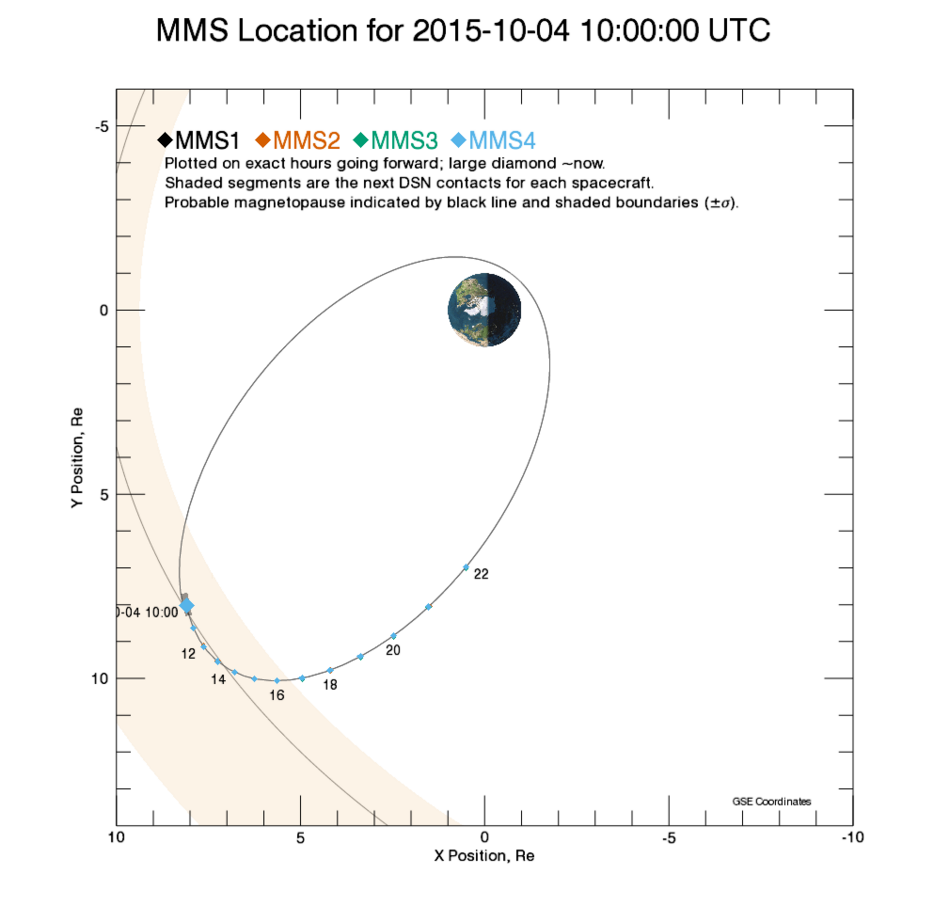 MMS Location for 2015-10-04 10:00:00 UTC
MMS1 MMS2 MMS3 MMS4
Plotted on exact hours going forward; large diamond ~now.
Shaded segments are the next DSN contacts for each spacecraft.
Probable magnetopause indicated by black line and shaded boundaries (±σ).
-5
0
5
10
Y Position, Re
22
-04 10:00
12
20
14
18
16
GSE Coordinates
10 5 0 -5 -10
X Position, Re